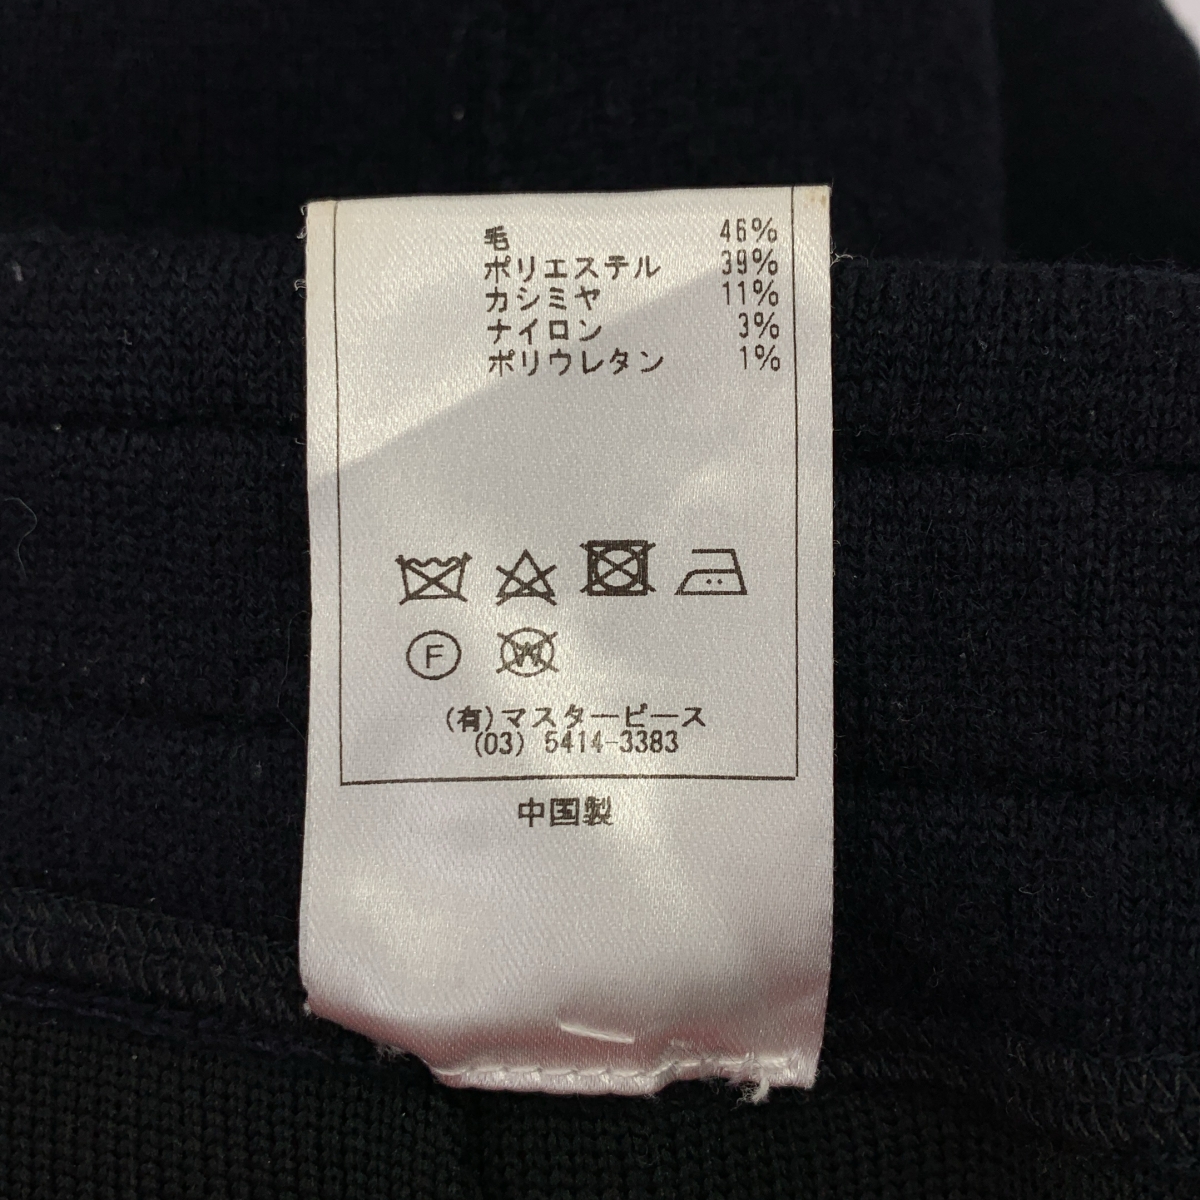 毛 46%
ポリエステル 39%
カシミヤ 11%
ナイロン 3%
ポリウレタン 1%
F W
(有)マスターピース
(03) 5414-3383
中国製